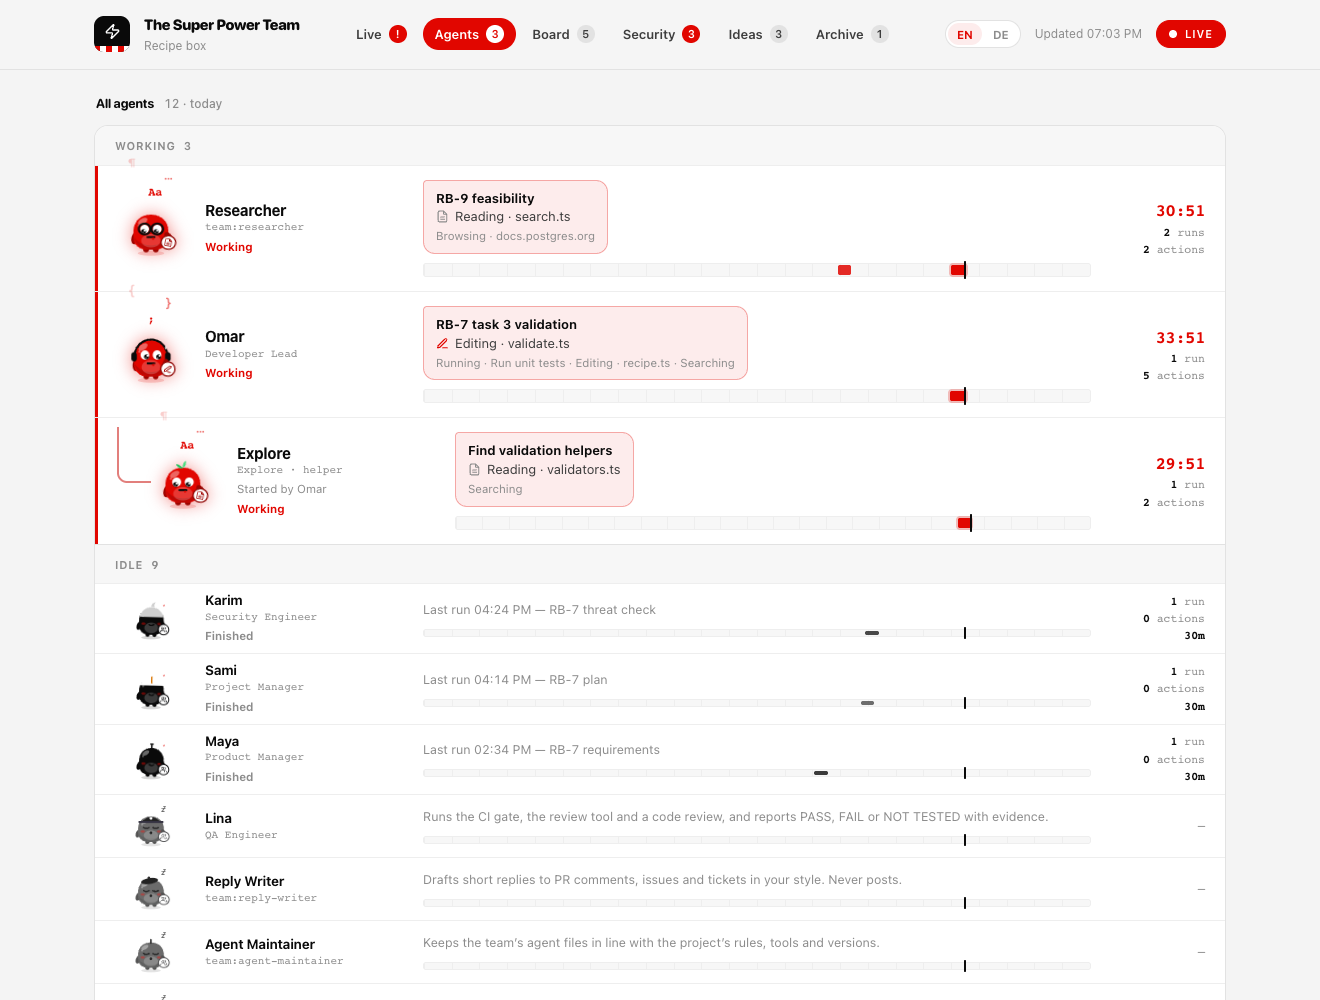 The Super Power Team
Recipe box
Live !
Agents 3
Board 5
Security 3
Ideas 3
Archive 1
EN DE
Updated 07:03 PM
LIVE
All agents 12 · today
WORKING 3
¶
...
Aa
Researcher
team:researcher
Working
RB-9 feasibility
Reading · search.ts
Browsing · docs.postgres.org
30:51
2 runs
2 actions
{
}
;
Omar
Developer Lead
Working
RB-7 task 3 validation
Editing · validate.ts
Running · Run unit tests · Editing · recipe.ts · Searching
33:51
1 run
5 actions
¶
...
Aa
Explore
Explore · helper
Started by Omar
Working
Find validation helpers
Reading · validators.ts
Searching
29:51
1 run
2 actions
IDLE 9
Karim
Security Engineer
Finished
Last run 04:24 PM — RB-7 threat check
1 run
0 actions
30m
Sami
Project Manager
Finished
Last run 04:14 PM — RB-7 plan
1 run
0 actions
30m
Maya
Product Manager
Finished
Last run 02:34 PM — RB-7 requirements
1 run
0 actions
30m
z
Lina
QA Engineer
Runs the CI gate, the review tool and a code review, and reports PASS, FAIL or NOT TESTED with evidence.
–
z
Reply Writer
team:reply-writer
Drafts short replies to PR comments, issues and tickets in your style. Never posts.
–
z
Agent Maintainer
team:agent-maintainer
Keeps the team's agent files in line with the project's rules, tools and versions.
–
z